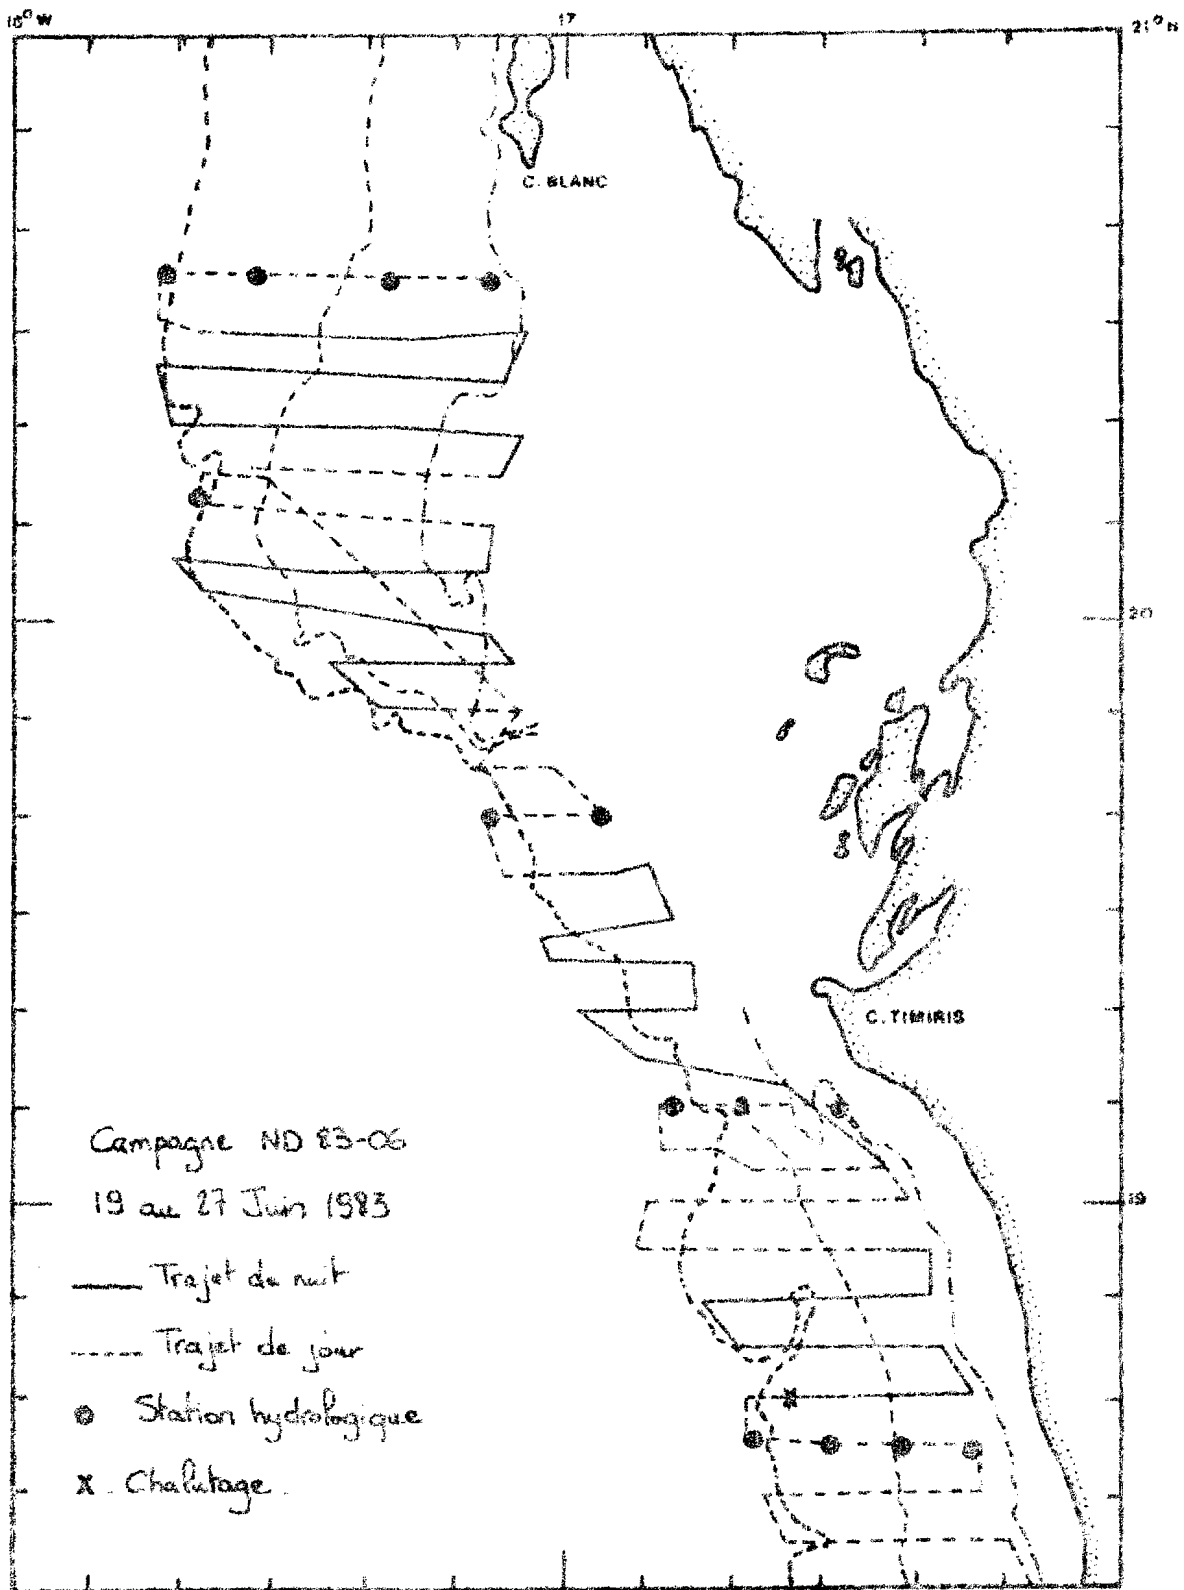 18° W 17 21° N
C. BLANC
20
C. TIMIRIS
Campagne ND 83-06
19 au 27 Juin 1983
19
Trajet de nuit
Trajet de jour
Station hydrologique
x Chalutage